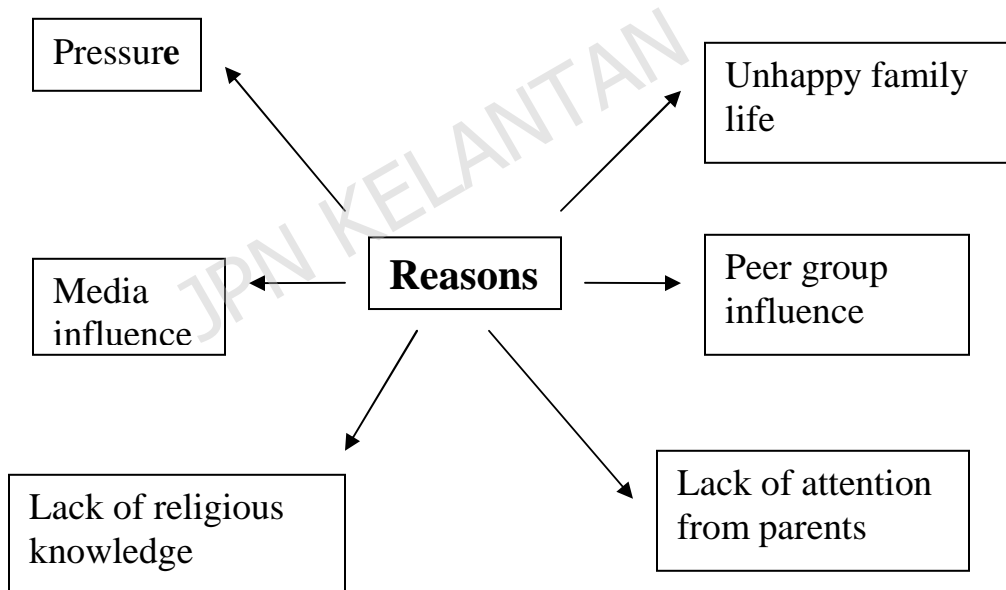 Pressure
Unhappy family
life
JPN KELANTAN
Reasons
Media
influence
Peer group
influence
Lack of religious
knowledge
Lack of attention
from parents